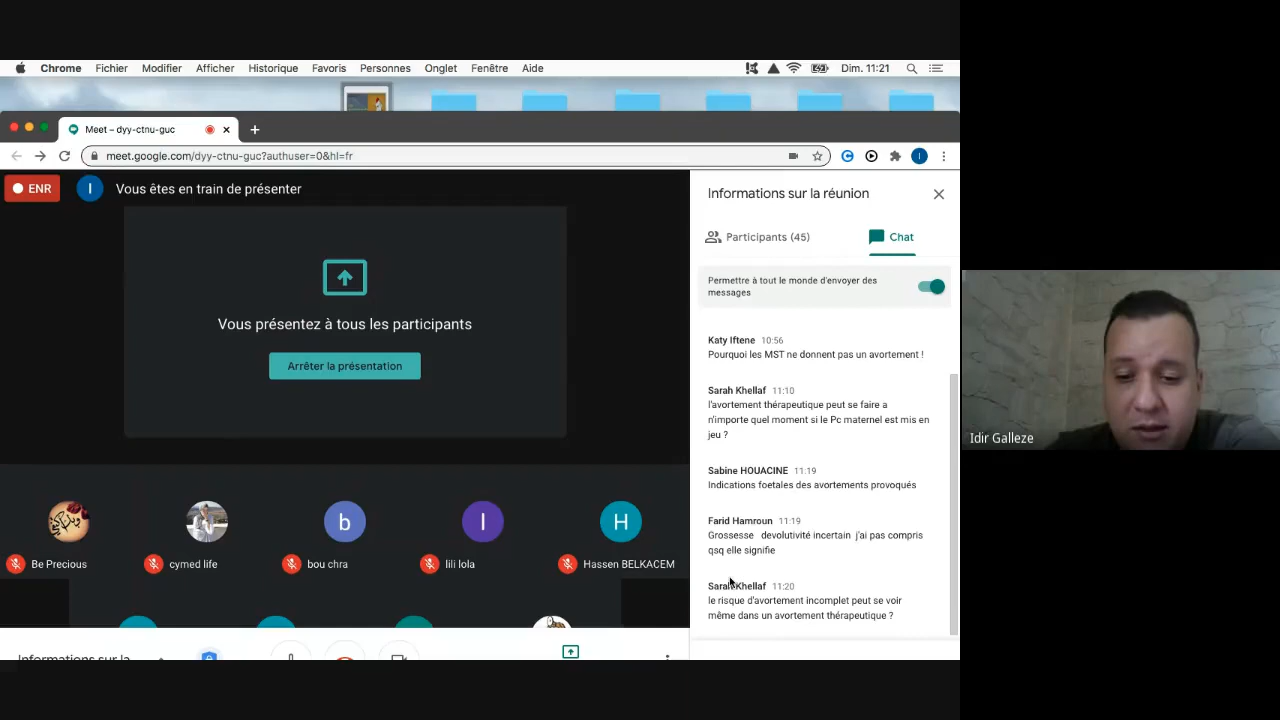 Chrome Fichier Modifier Afficher Historique Favoris Personnes Onglet Fenêtre Aide Dim. 11:21
Meet – dyy-ctnu-guc
meet.google.com/dyy-ctnu-guc?authuser=0&hl=fr
ENR
I
Vous êtes en train de présenter
Vous présentez à tous les participants
Arrêter la présentation
b
l
H
Be Precious
cymed life
bou chra
lili lola
Hassen BELKACEM
Informations sur la
Informations sur la réunion
Participants (45)
Chat
Permettre à tout le monde d'envoyer des
messages
Katy Iftene 10:56
Pourquoi les MST ne donnent pas un avortement !
Sarah Khellaf 11:10
l'avortement thérapeutique peut se faire a
n'importe quel moment si le Pc maternel est mis en
jeu ?
Sabine HOUACINE 11:19
Indications foetales des avortements provoqués
Farid Hamroun 11:19
Grossesse devolutivité incertain j'ai pas compris
qsq elle signifie
Sarah Khellaf 11:20
le risque d'avortement incomplet peut se voir
même dans un avortement thérapeutique ?
Idir Galleze